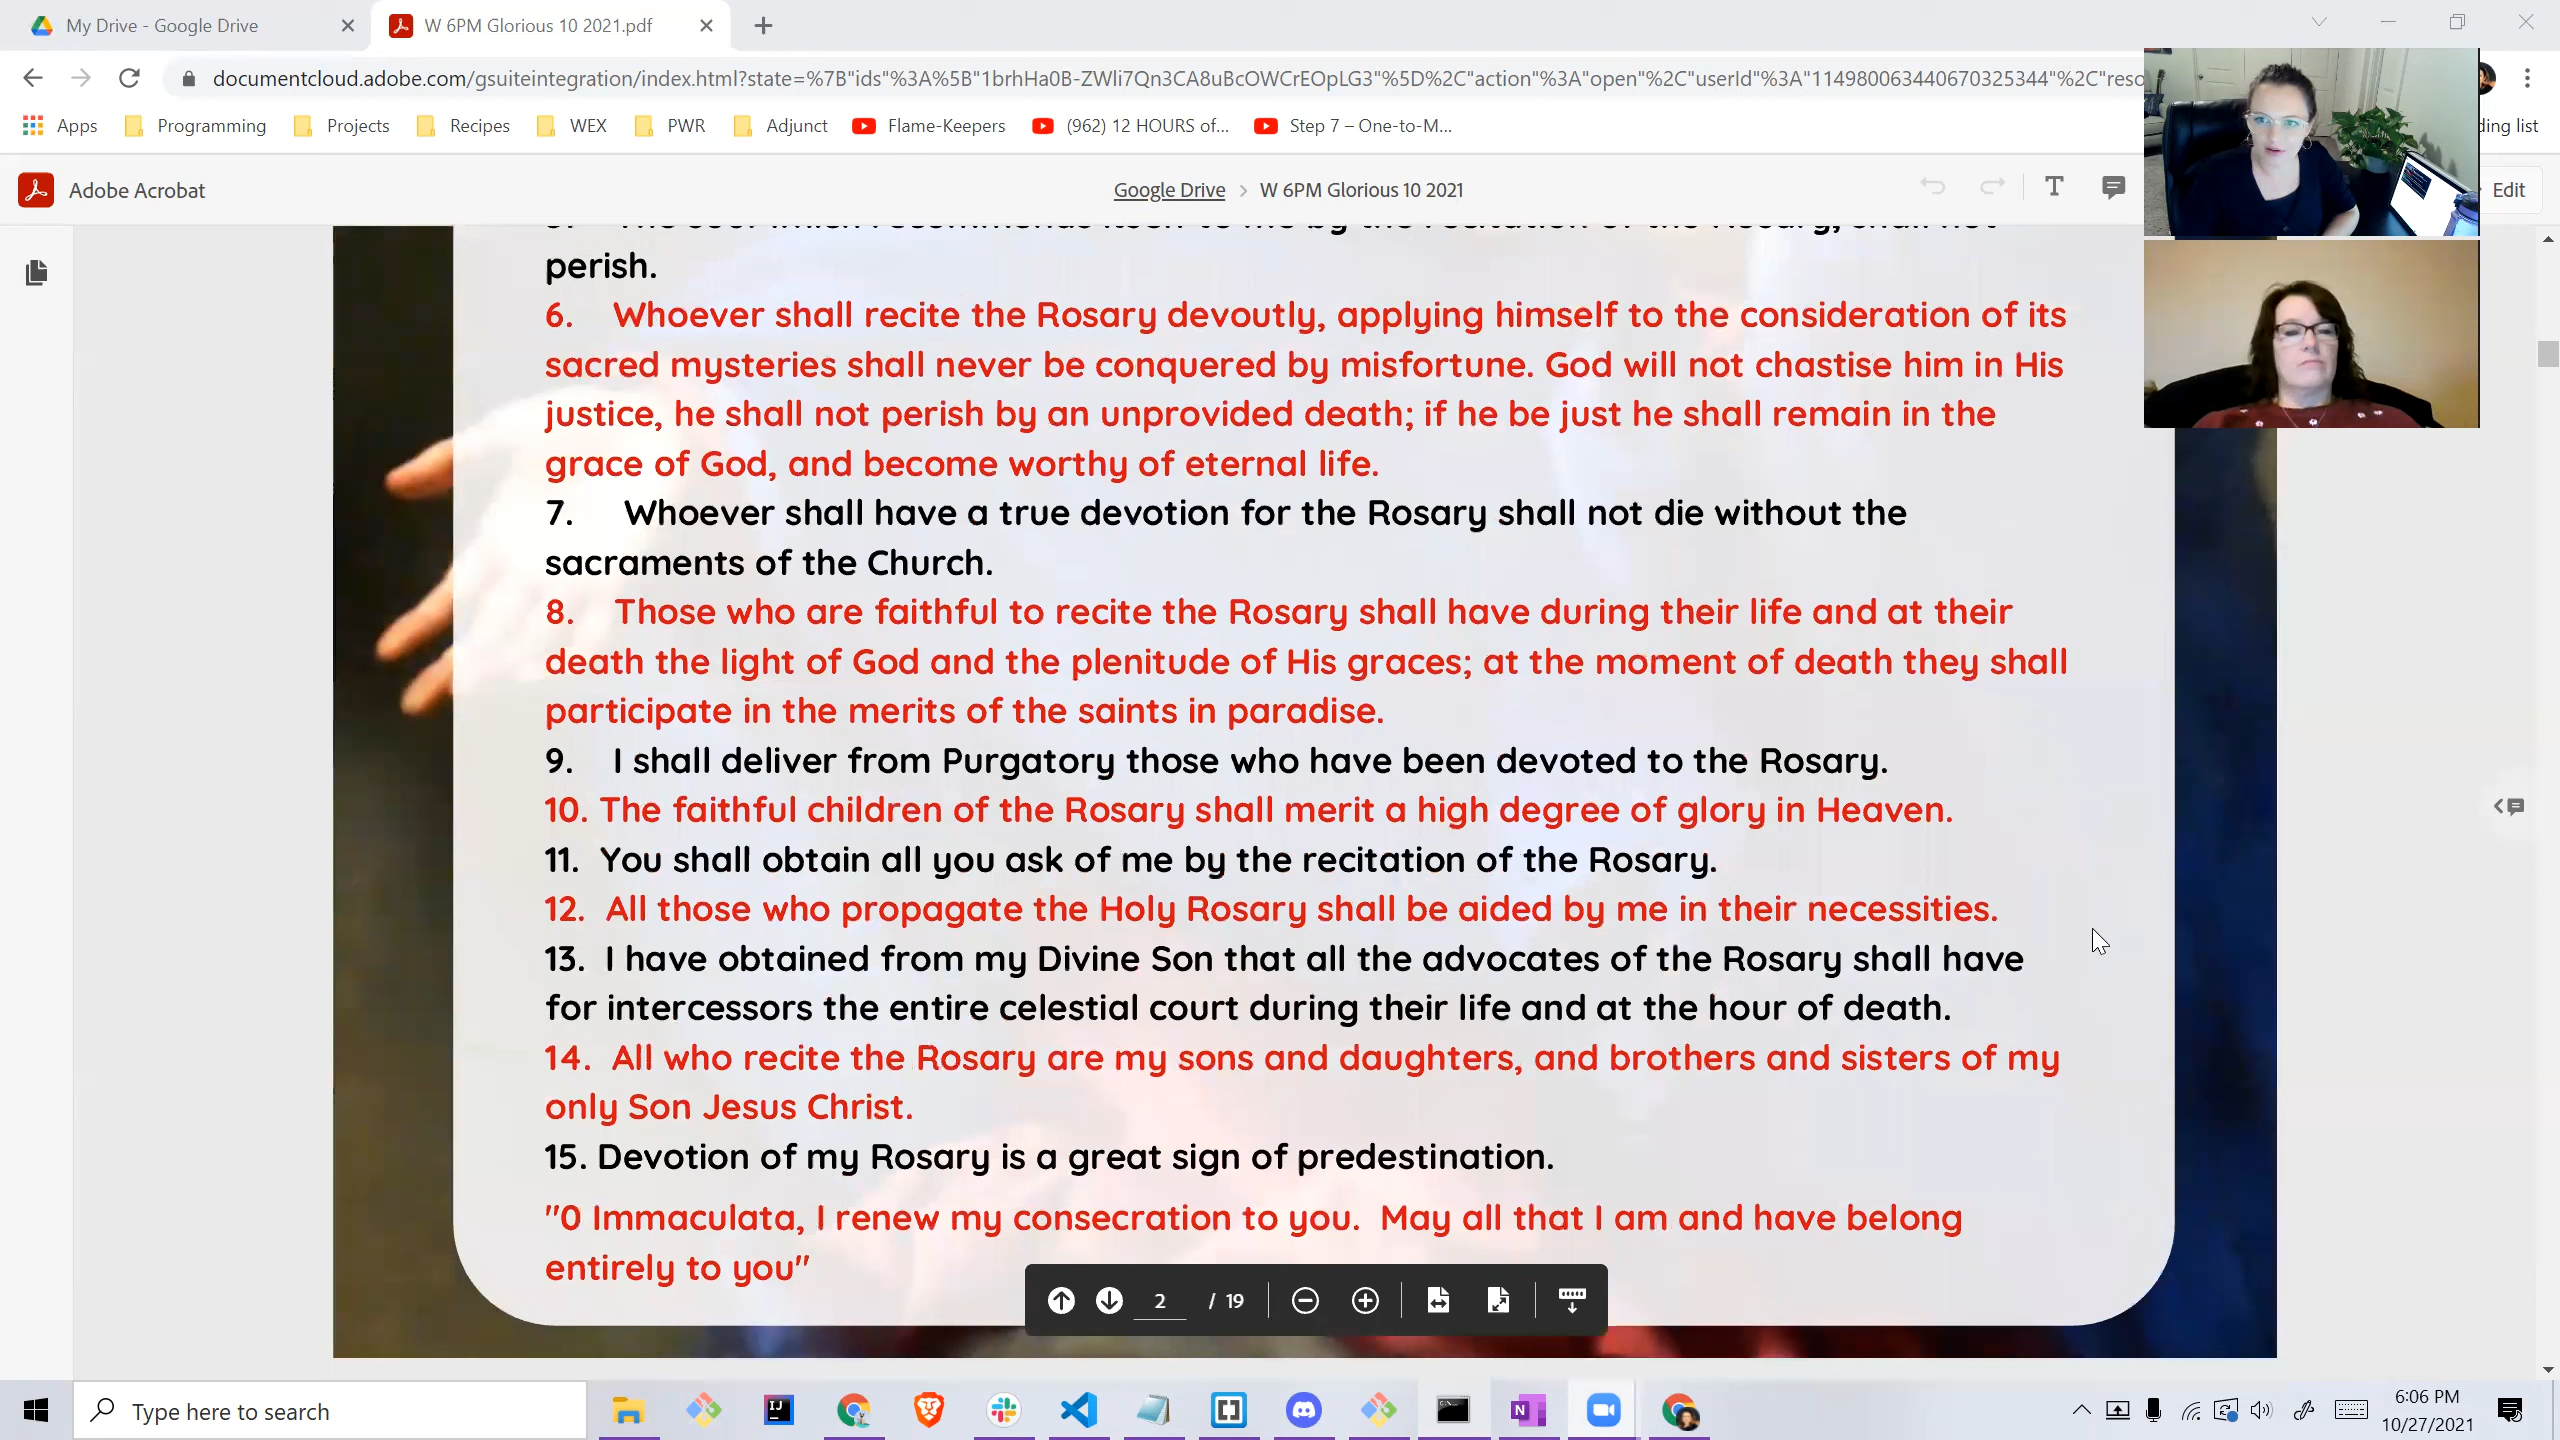 My Drive - Google Drive
W 6PM Glorious 10 2021.pdf
documentcloud.adobe.com/gsuiteintegration/index.html?state=%7B"ids"%3A%5B"1brhHa0B-ZWli7Qn3CA8uBcOWCrEOpLG3"%5D%2C"action"%3A"open"%2C"userId"%3A"114980063440670325344"%2C"reso
Apps Programming Projects Recipes WEX PWR Adjunct Flame-Keepers (962) 12 HOURS of... Step 7 – One-to-M... ding list
Adobe Acrobat
Google Drive > W 6PM Glorious 10 2021
T
Edit
perish.
6. Whoever shall recite the Rosary devoutly, applying himself to the consideration of its
sacred mysteries shall never be conquered by misfortune. God will not chastise him in His
justice, he shall not perish by an unprovided death; if he be just he shall remain in the
grace of God, and become worthy of eternal life.
7. Whoever shall have a true devotion for the Rosary shall not die without the
sacraments of the Church.
8. Those who are faithful to recite the Rosary shall have during their life and at their
death the light of God and the plenitude of His graces; at the moment of death they shall
participate in the merits of the saints in paradise.
9. I shall deliver from Purgatory those who have been devoted to the Rosary.
10. The faithful children of the Rosary shall merit a high degree of glory in Heaven.
11. You shall obtain all you ask of me by the recitation of the Rosary.
12. All those who propagate the Holy Rosary shall be aided by me in their necessities.
13. I have obtained from my Divine Son that all the advocates of the Rosary shall have
for intercessors the entire celestial court during their life and at the hour of death.
14. All who recite the Rosary are my sons and daughters, and brothers and sisters of my
only Son Jesus Christ.
15. Devotion of my Rosary is a great sign of predestination.
"0 Immaculata, I renew my consecration to you. May all that I am and have belong
entirely to you"
2 / 19
Type here to search
IJ
N
6:06 PM
10/27/2021